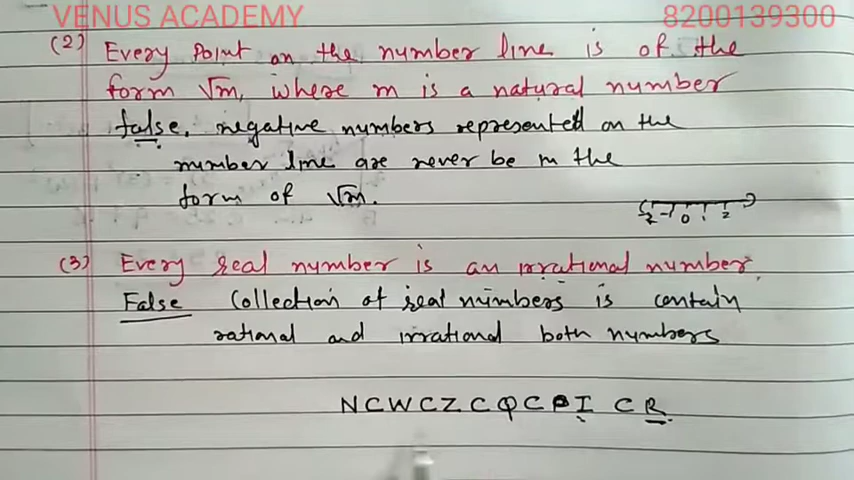 VENUS ACADEMY 8200139300
(2) Every Point on the number line is of the
form √m, where m is a natural number
false. negative numbers represented on the
number line are never be in the
form of √m.
-2 -1 0 1 2
(3) Every real number is an irrational number.
False Collection of real numbers is contain
rational and irrational both numbers
N C W C Z C Q C I C R